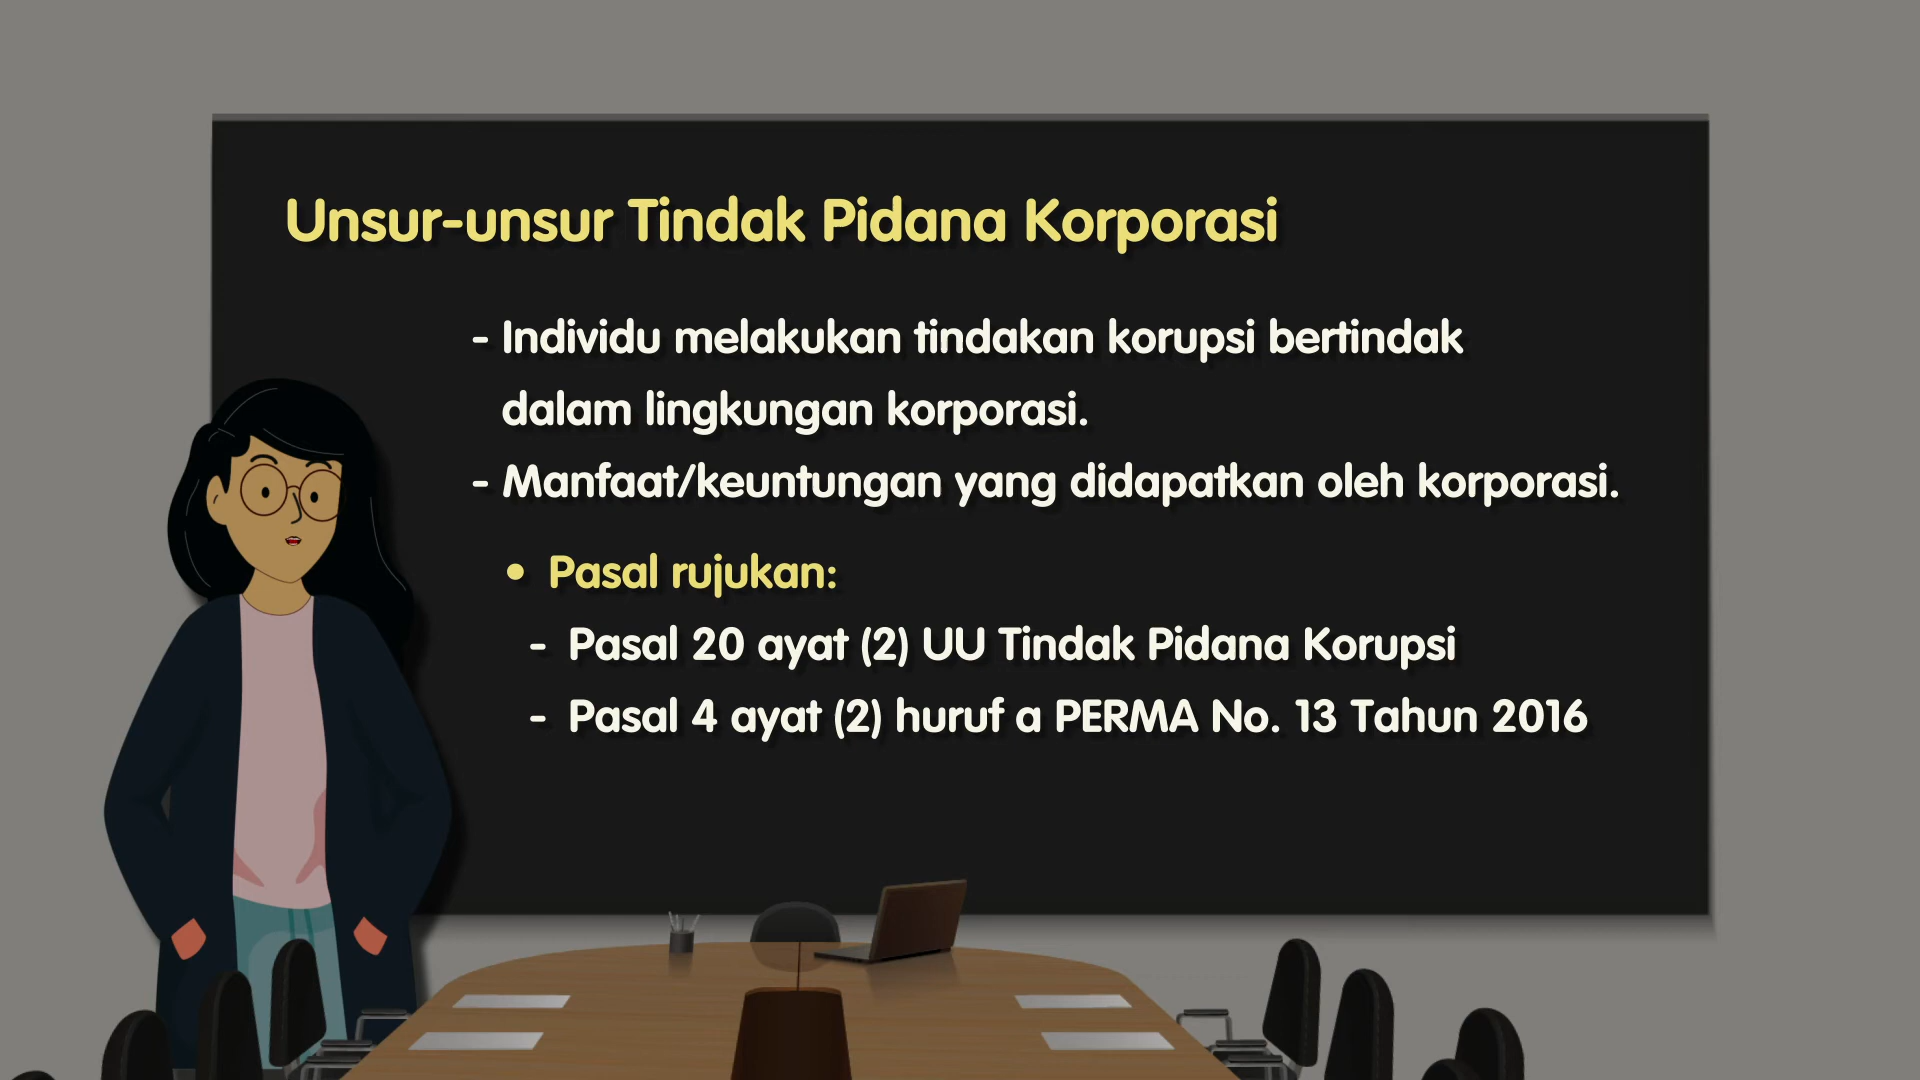 Unsur-unsur Tindak Pidana Korporasi
- Individu melakukan tindakan korupsi bertindak
dalam lingkungan korporasi.
- Manfaat/keuntungan yang didapatkan oleh korporasi.
• Pasal rujukan:
- Pasal 20 ayat (2) UU Tindak Pidana Korupsi
- Pasal 4 ayat (2) huruf a PERMA No. 13 Tahun 2016